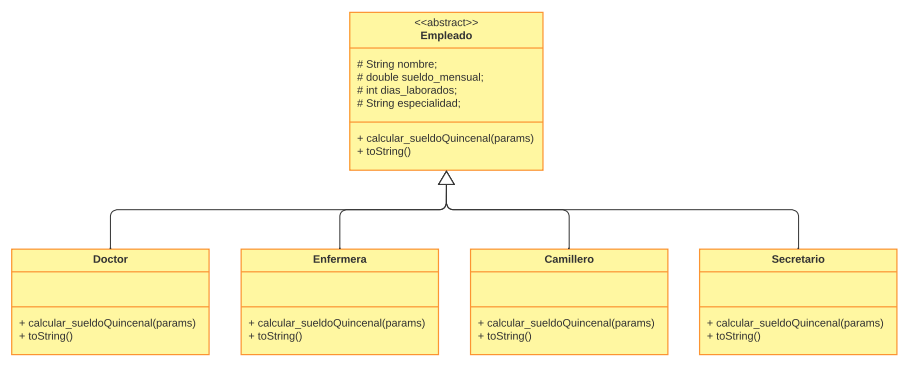 <<abstract>>
Empleado
# String nombre;
# double sueldo_mensual;
# int dias_laborados;
# String especialidad;
+ calcular_sueldoQuincenal(params)
+ toString()
Doctor
+ calcular_sueldoQuincenal(params)
+ toString()
Enfermera
+ calcular_sueldoQuincenal(params)
+ toString()
Camillero
+ calcular_sueldoQuincenal(params)
+ toString()
Secretario
+ calcular_sueldoQuincenal(params)
+ toString()